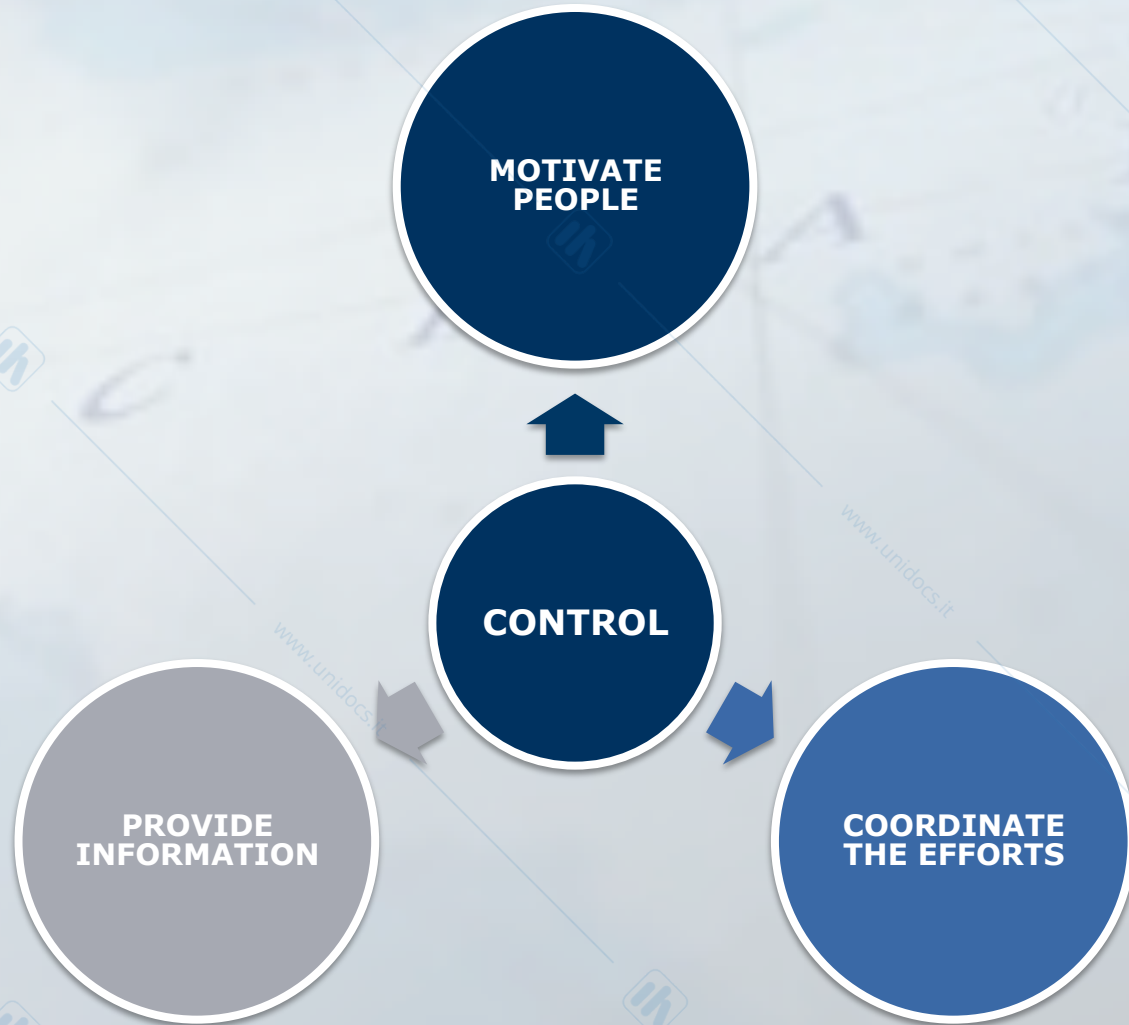 MOTIVATE
PEOPLE
CONTROL
PROVIDE
INFORMATION
COORDINATE
THE EFFORTS
www.unidocs.it
www.unidocs.it